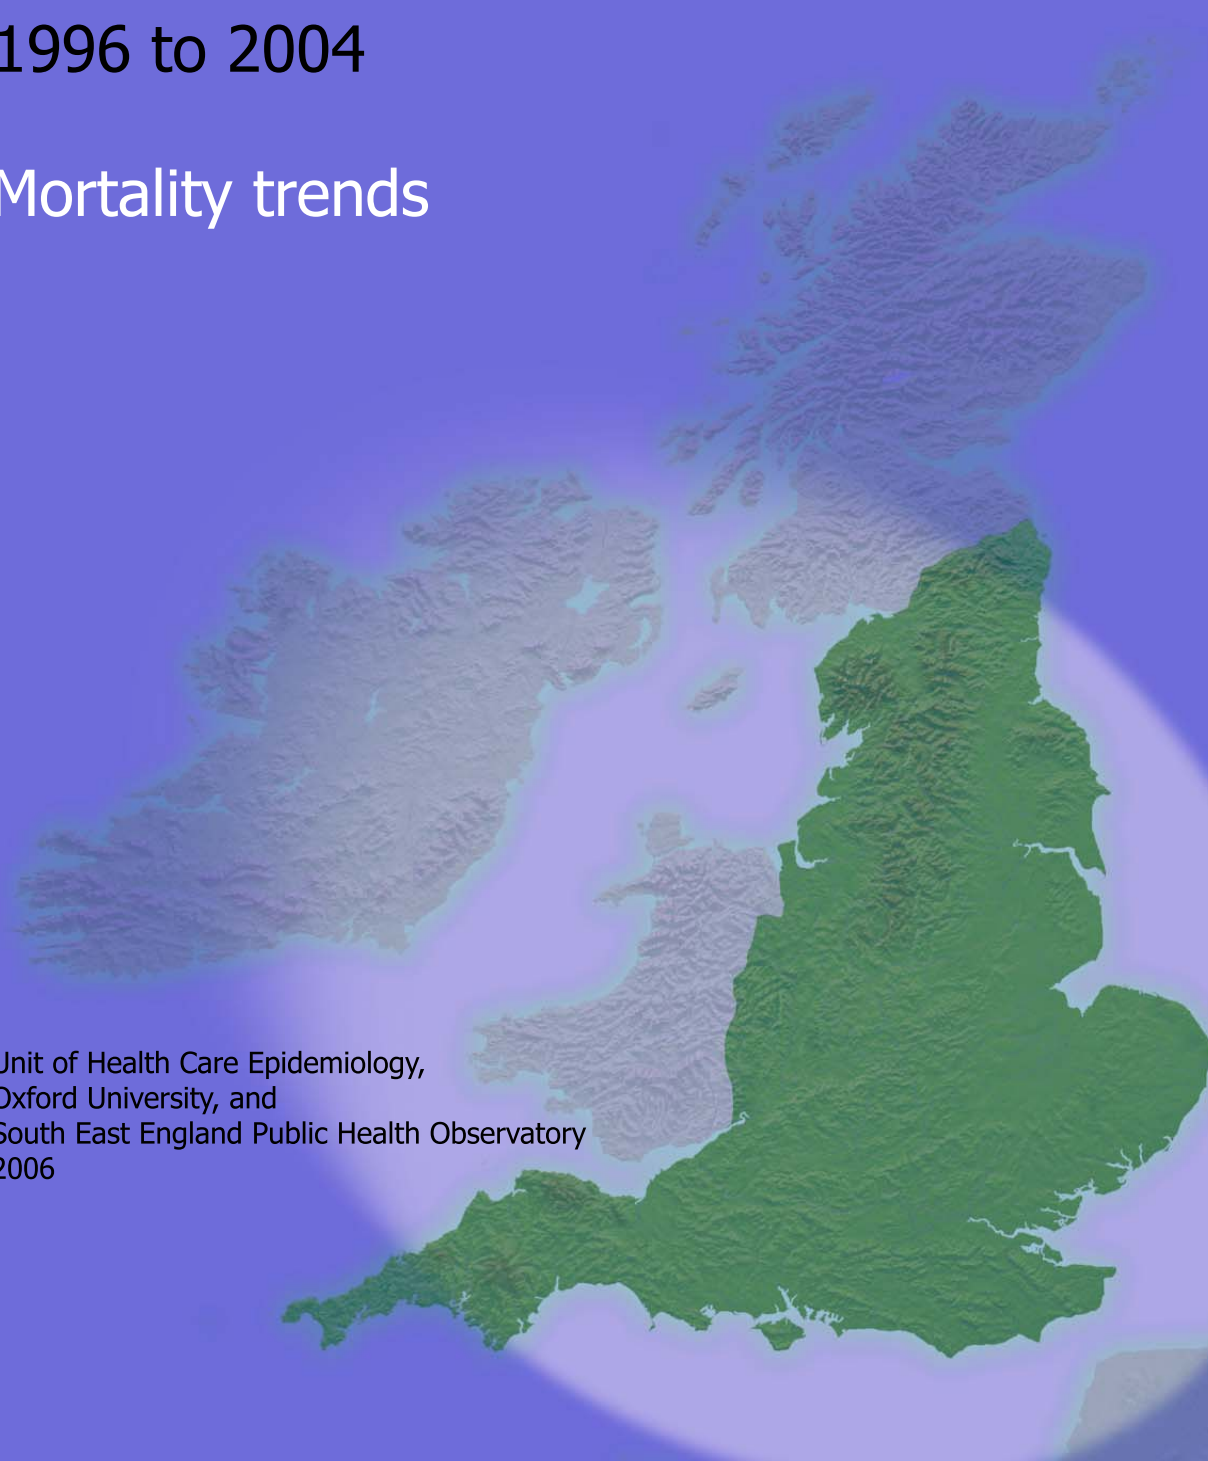 1996 to 2004
Mortality trends
Unit of Health Care Epidemiology,
Oxford University, and
South East England Public Health Observatory
2006